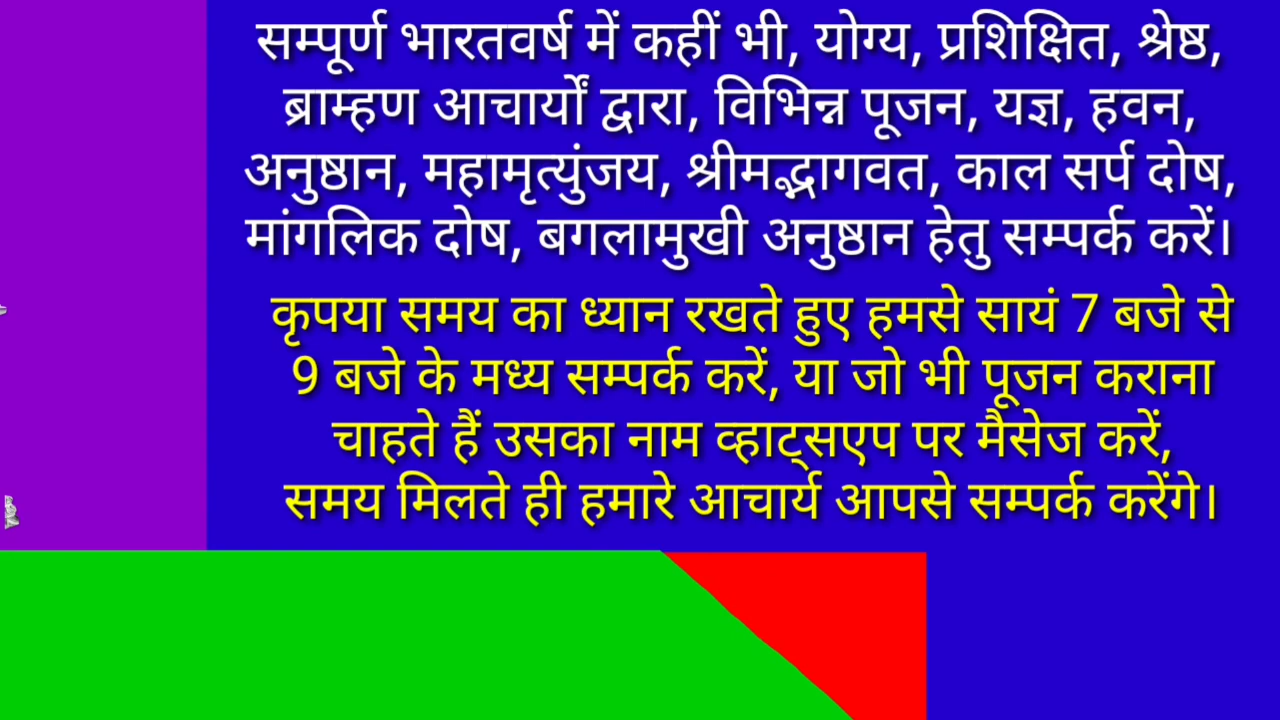 सम्पूर्ण भारतवर्ष में कहीं भी, योग्य, प्रशिक्षित, श्रेष्ठ,
ब्राम्हण आचार्यों द्वारा, विभिन्न पूजन, यज्ञ, हवन,
अनुष्ठान, महामृत्युंजय, श्रीमद्भागवत, काल सर्प दोष,
मांगलिक दोष, बगलामुखी अनुष्ठान हेतु सम्पर्क करें।
कृपया समय का ध्यान रखते हुए हमसे सायं 7 बजे से
9 बजे के मध्य सम्पर्क करें, या जो भी पूजन कराना
चाहते हैं उसका नाम व्हाट्सएप पर मैसेज करें,
समय मिलते ही हमारे आचार्य आपसे सम्पर्क करेंगे।